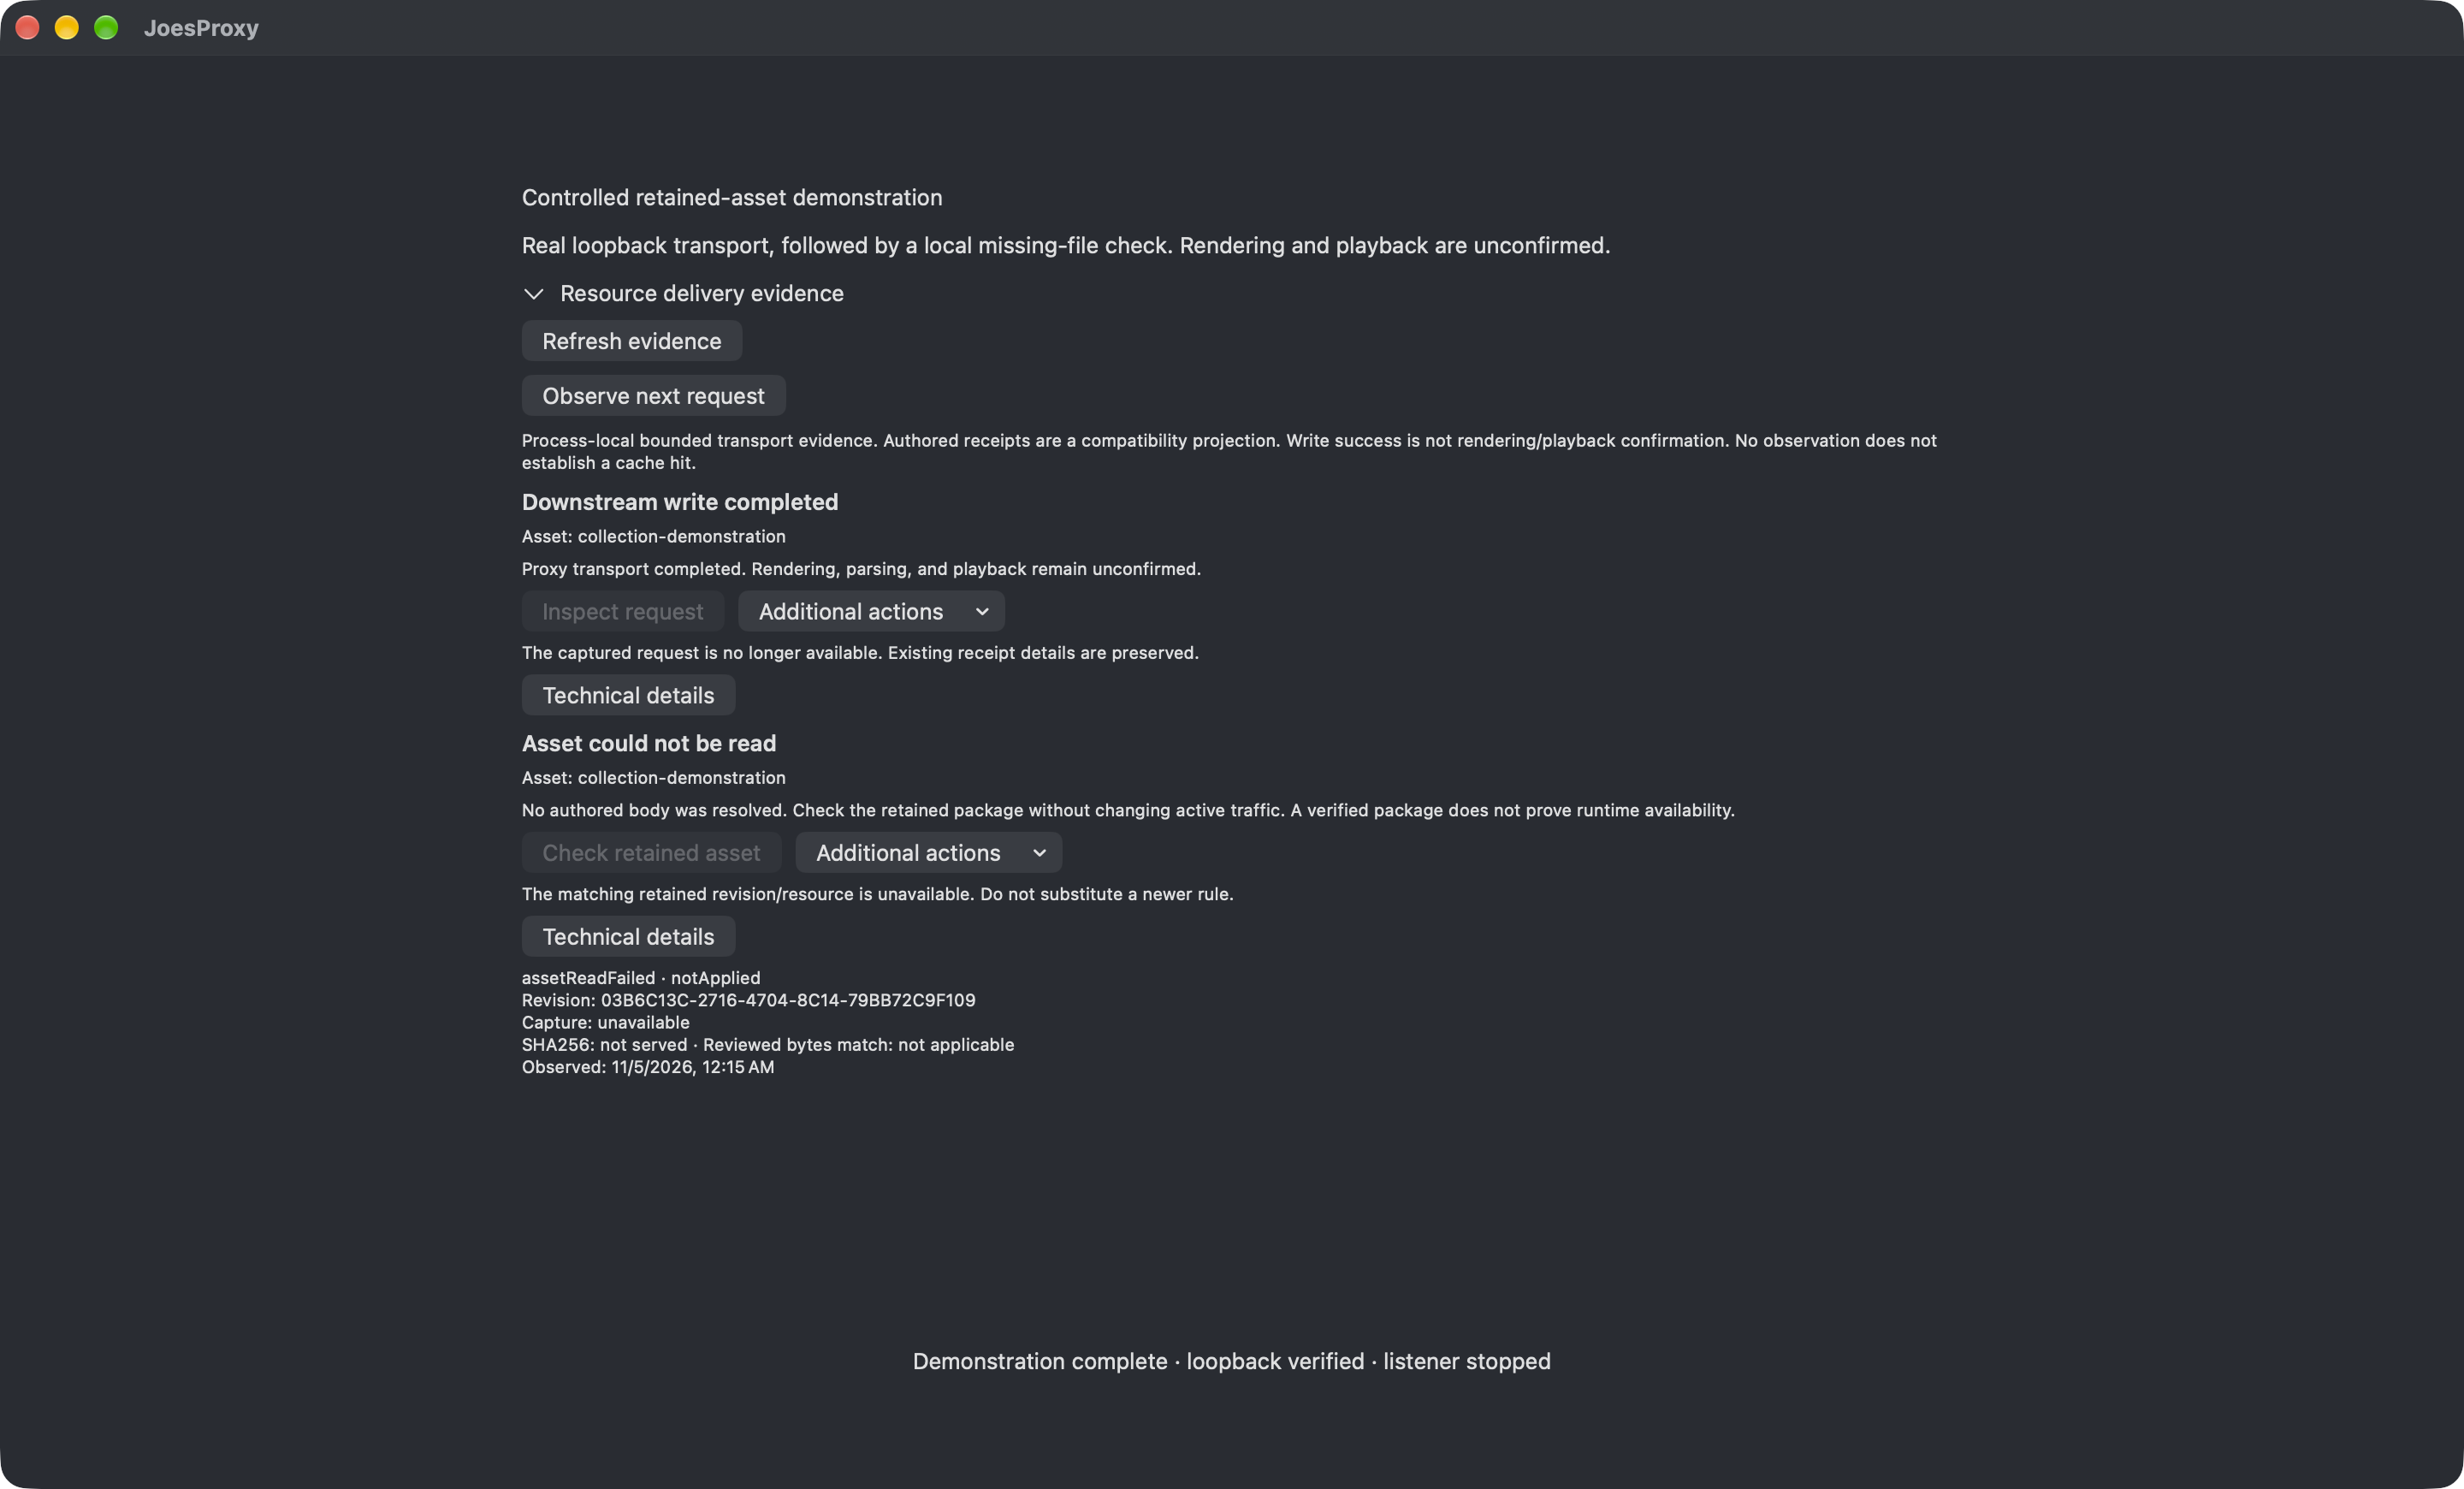 JoesProxy
Controlled retained-asset demonstration
Real loopback transport, followed by a local missing-file check. Rendering and playback are unconfirmed.
Resource delivery evidence
Refresh evidence
Observe next request
Process-local bounded transport evidence. Authored receipts are a compatibility projection. Write success is not rendering/playback confirmation. No observation does not
establish a cache hit.
Downstream write completed
Asset: collection-demonstration
Proxy transport completed. Rendering, parsing, and playback remain unconfirmed.
Inspect request Additional actions
The captured request is no longer available. Existing receipt details are preserved.
Technical details
Asset could not be read
Asset: collection-demonstration
No authored body was resolved. Check the retained package without changing active traffic. A verified package does not prove runtime availability.
Check retained asset Additional actions
The matching retained revision/resource is unavailable. Do not substitute a newer rule.
Technical details
assetReadFailed · notApplied
Revision: 03B6C13C-2716-4704-8C14-79BB72C9F109
Capture: unavailable
SHA256: not served · Reviewed bytes match: not applicable
Observed: 11/5/2026, 12:15 AM
Demonstration complete · loopback verified · listener stopped